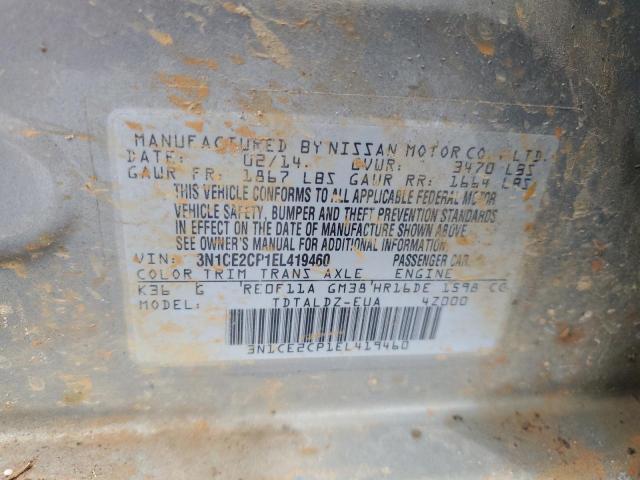 MANUFACTURED BY NISSAN MOTOR CO., LTD.
DATE: 02/14. GVWR: 3470 LBS
GAWR FR: 1867 LBS GAWR RR: 1664 LBS
THIS VEHICLE CONFORMS TO ALL APPLICABLE FEDERAL MOTOR
VEHICLE SAFETY, BUMPER AND THEFT PREVENTION STANDARDS
IN EFFECT ON THE DATE OF MANUFACTURE SHOWN ABOVE.
SEE OWNER'S MANUAL FOR ADDITIONAL INFORMATION.
VIN: 3N1CE2CP1EL419460 PASSENGER CAR
COLOR TRIM TRANS AXLE ENGINE
K36 G RE0F11A GM38 HR16DE 1598 CC
MODEL: TDTALDZ-EUA 4Z000
3N1CE2CP1EL419460